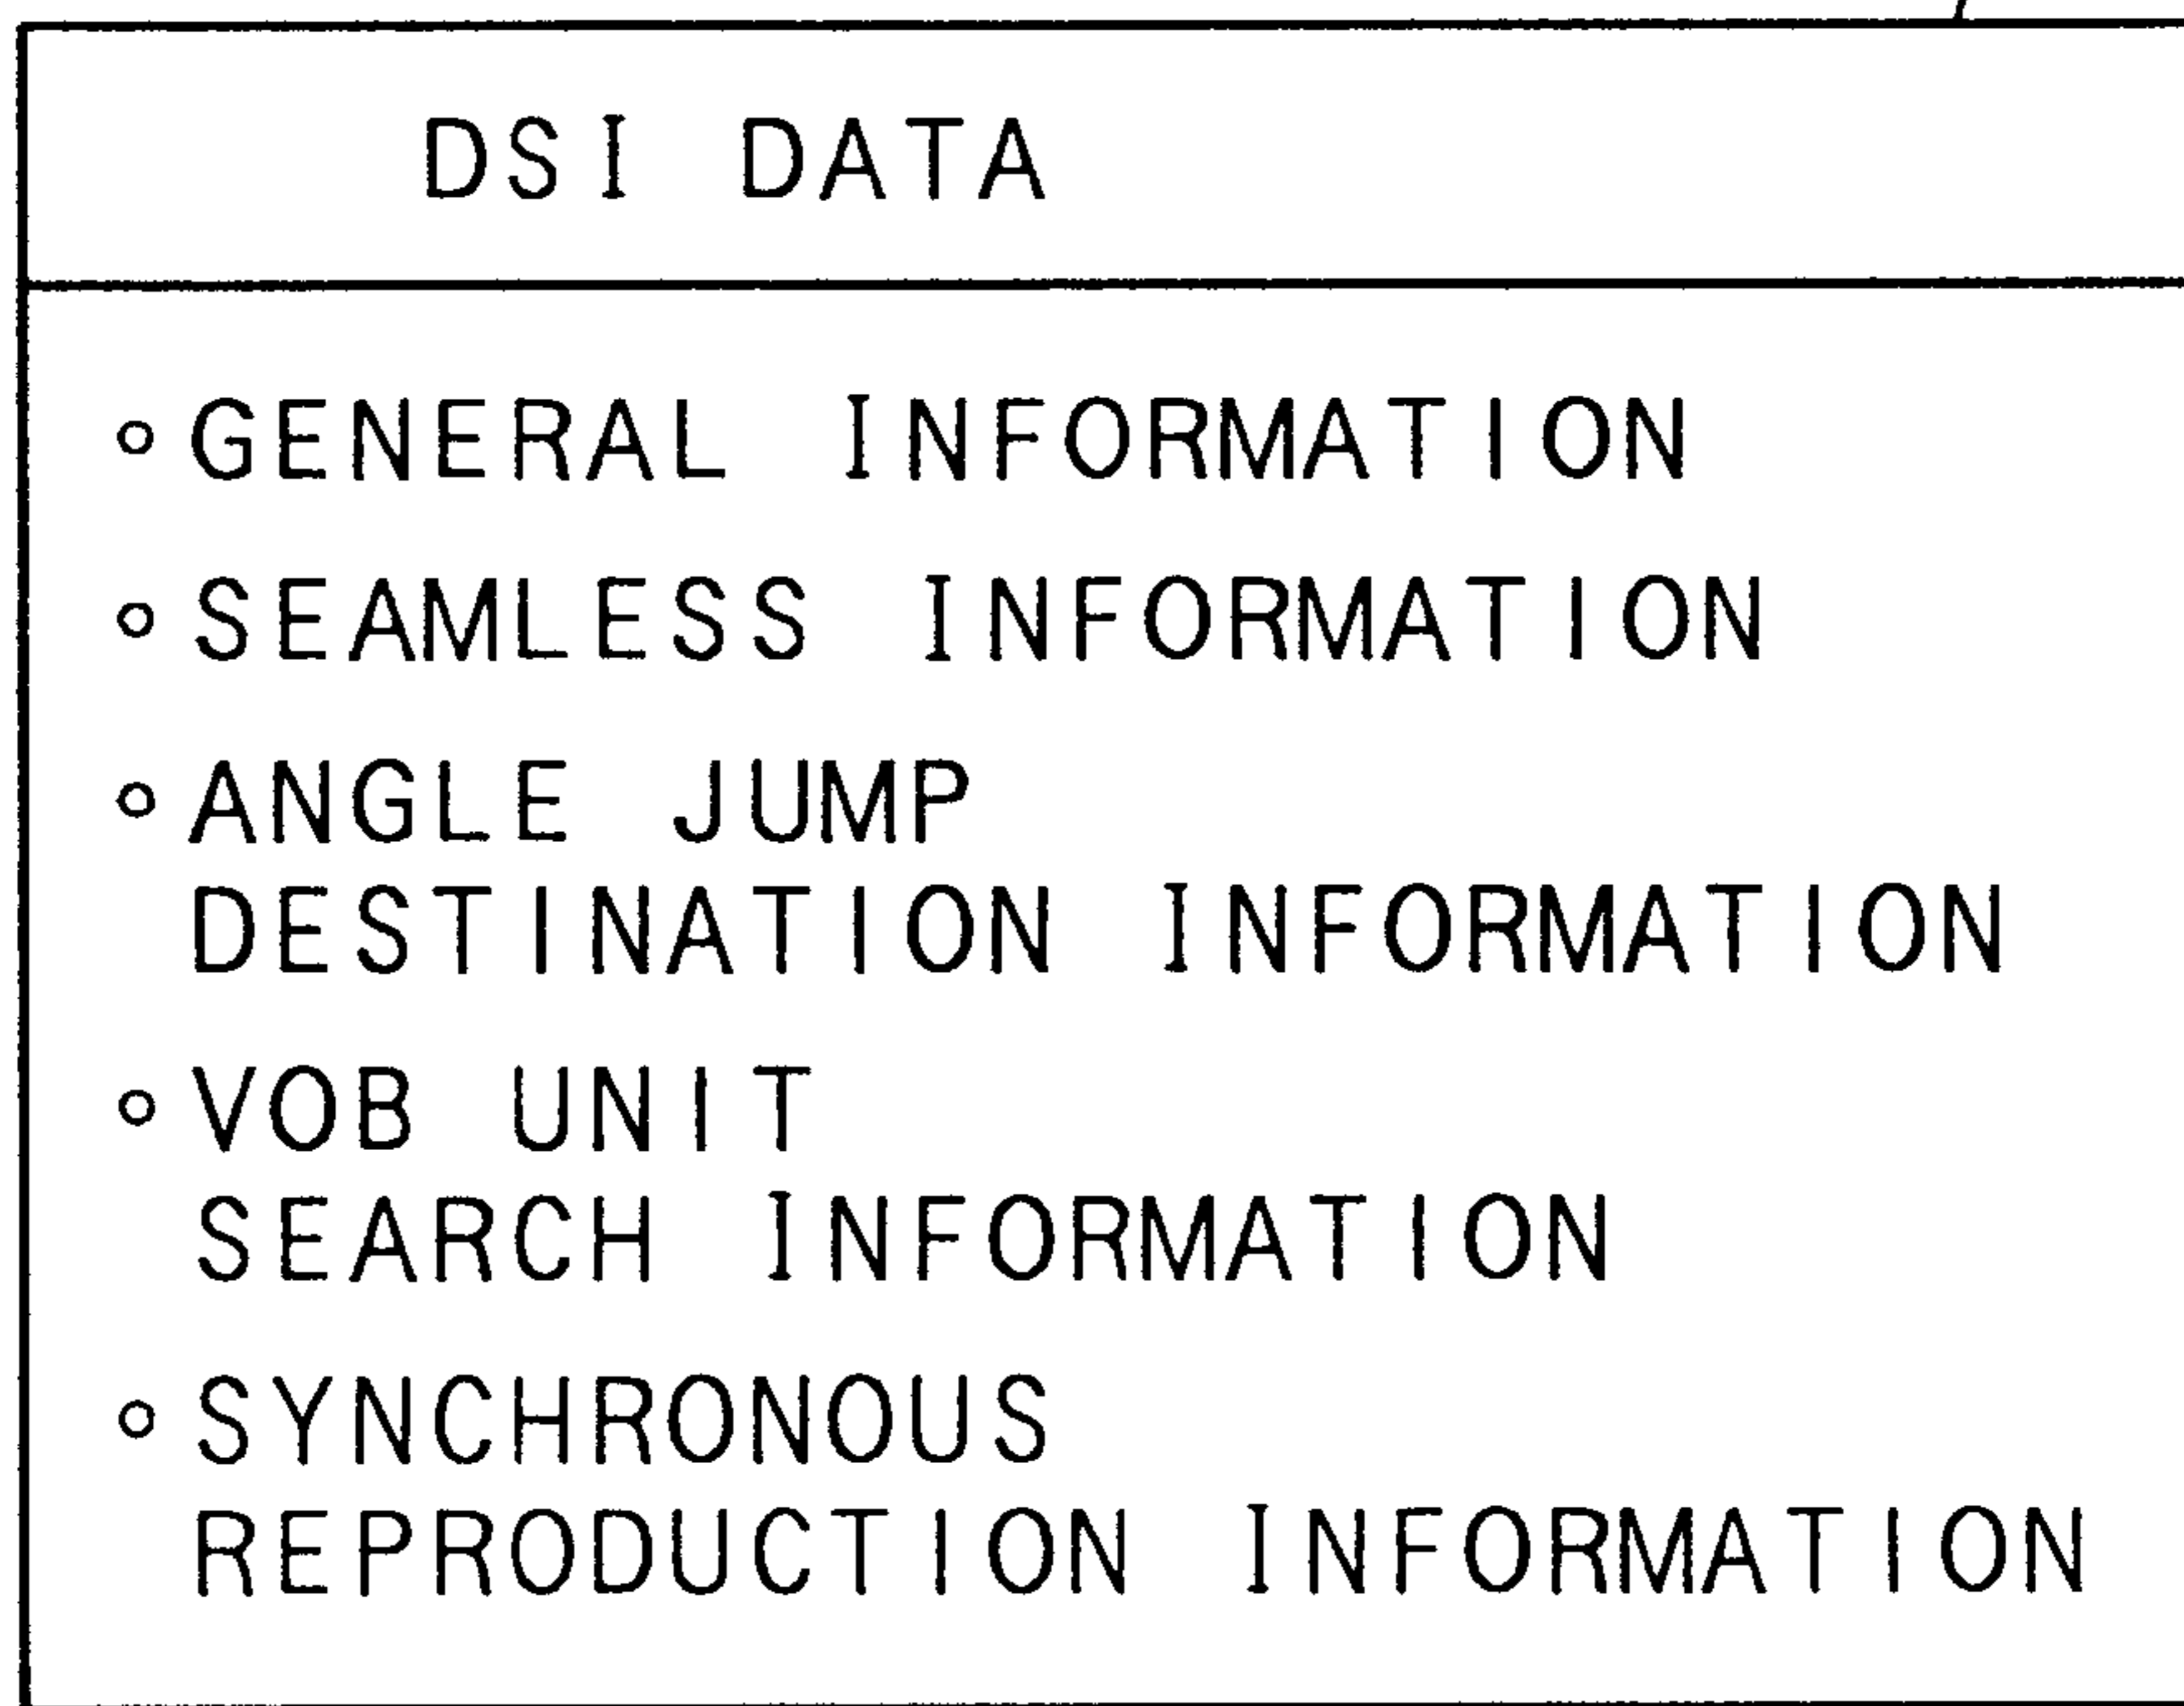 DSI DATA
∘GENERAL INFORMATION
∘SEAMLESS INFORMATION
∘ANGLE JUMP
DESTINATION INFORMATION
∘VOB UNIT
SEARCH INFORMATION
∘SYNCHRONOUS
REPRODUCTION INFORMATION